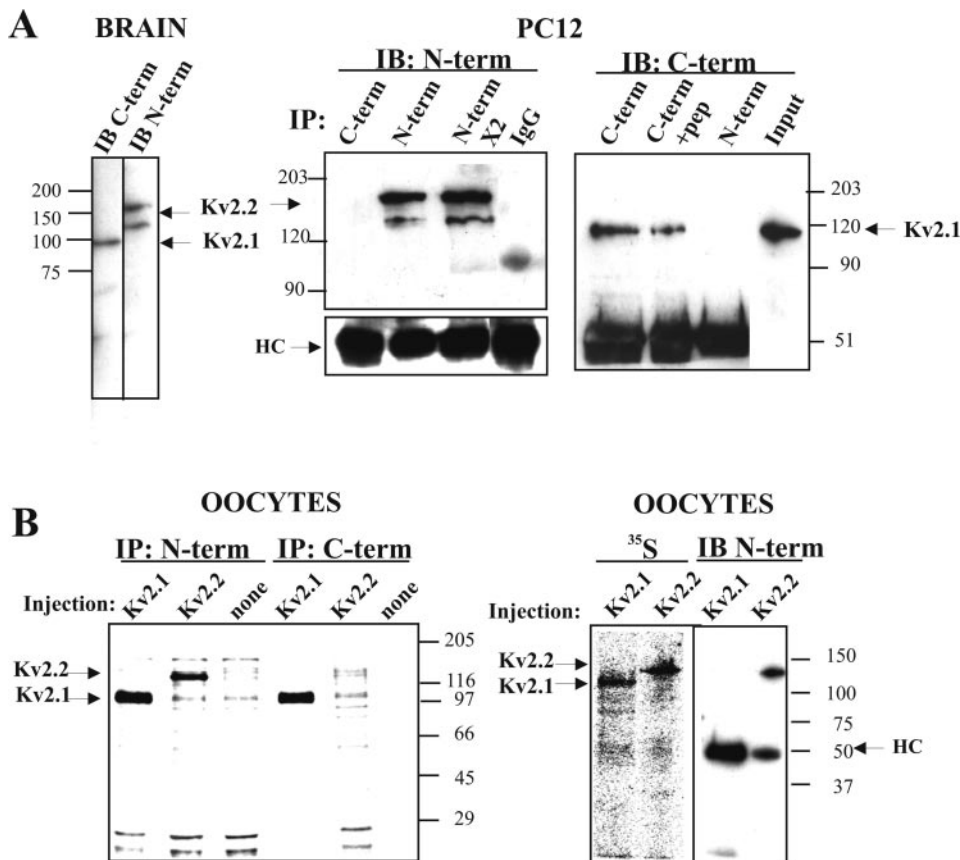 A
BRAIN
PC12
IB C-term
IB N-term
200
150
100
75
Kv2.2
Kv2.1
IB: N-term
IP:
C-term
N-term
N-term X2
IgG
203
120
90
HC
IB: C-term
C-term
C-term +pep
N-term
Input
203
120
90
51
Kv2.1
B
OOCYTES
IP: N-term
IP: C-term
Injection:
Kv2.1
Kv2.2
none
Kv2.1
Kv2.2
none
Kv2.2
Kv2.1
205
116
97
66
45
29
OOCYTES
35S
IB N-term
Injection:
Kv2.1
Kv2.2
Kv2.1
Kv2.2
Kv2.2
Kv2.1
150
100
75
50
37
HC